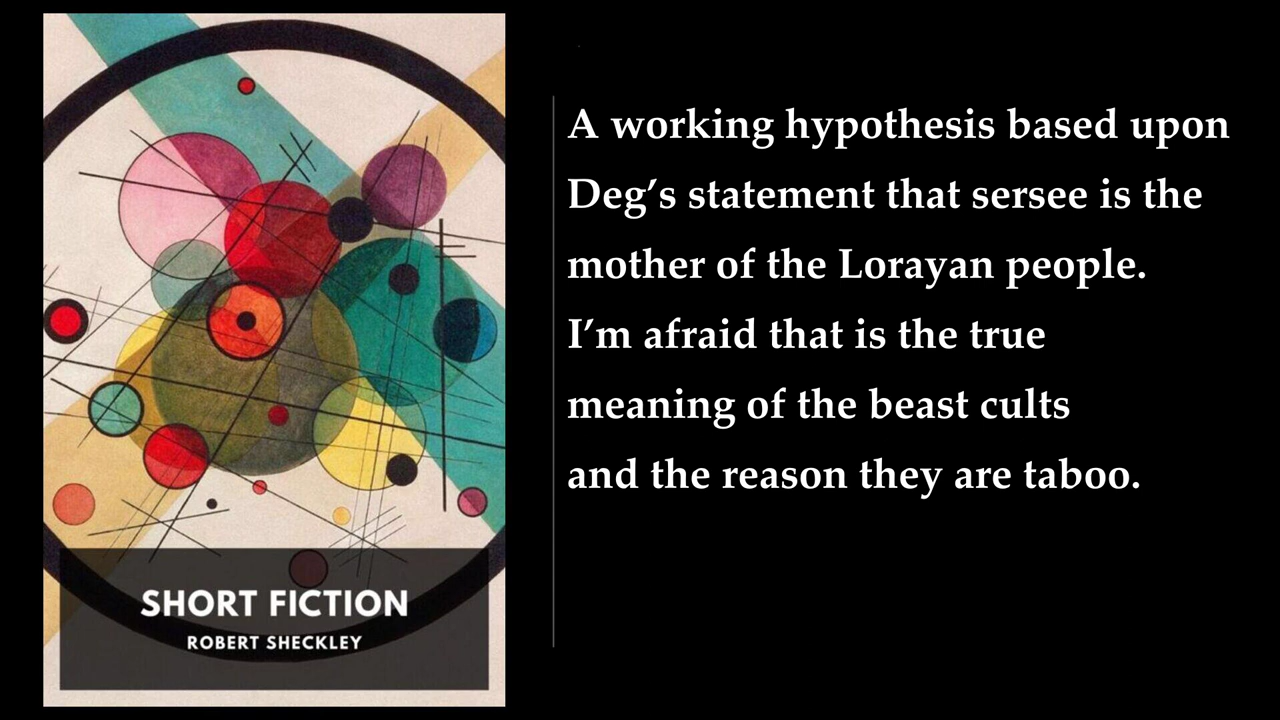 SHORT FICTION
ROBERT SHECKLEY
A working hypothesis based upon
Deg’s statement that sersee is the
mother of the Lorayan people.
I’m afraid that is the true
meaning of the beast cults
and the reason they are taboo.